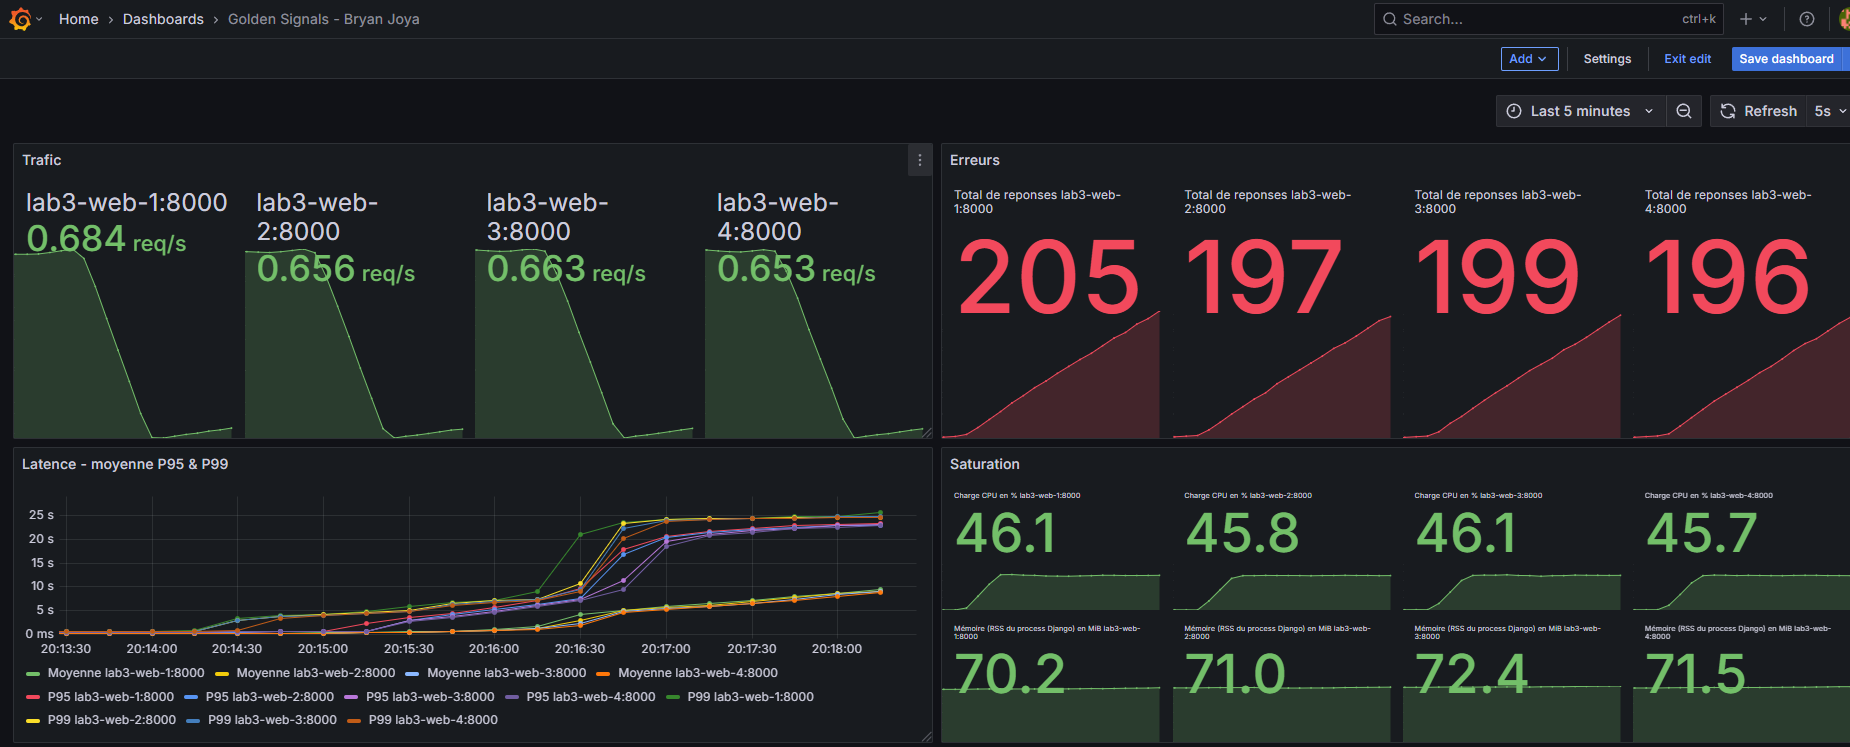 Home › Dashboards › Golden Signals - Bryan Joya
Search... ctrl+k
Add Settings Exit edit Save dashboard
Last 5 minutes Refresh 5s
Trafic
lab3-web-1:8000
0.684 req/s
lab3-web-
2:8000
0.656 req/s
lab3-web-
3:8000
0.663 req/s
lab3-web-
4:8000
0.653 req/s
Erreurs
Total de reponses lab3-web-
1:8000
205
Total de reponses lab3-web-
2:8000
197
Total de reponses lab3-web-
3:8000
199
Total de reponses lab3-web-
4:8000
196
Latence - moyenne P95 & P99
25 s
20 s
15 s
10 s
5 s
0 ms
20:13:30 20:14:00 20:14:30 20:15:00 20:15:30 20:16:00 20:16:30 20:17:00 20:17:30 20:18:00
Moyenne lab3-web-1:8000 Moyenne lab3-web-2:8000 Moyenne lab3-web-3:8000 Moyenne lab3-web-4:8000
P95 lab3-web-1:8000 P95 lab3-web-2:8000 P95 lab3-web-3:8000 P95 lab3-web-4:8000 P99 lab3-web-1:8000
P99 lab3-web-2:8000 P99 lab3-web-3:8000 P99 lab3-web-4:8000
Saturation
Charge CPU en % lab3-web-1:8000
46.1
Charge CPU en % lab3-web-2:8000
45.8
Charge CPU en % lab3-web-3:8000
46.1
Charge CPU en % lab3-web-4:8000
45.7
Mémoire (RSS du process Django) en MiB lab3-web-
1:8000
70.2
Mémoire (RSS du process Django) en MiB lab3-web-
2:8000
71.0
Mémoire (RSS du process Django) en MiB lab3-web-
3:8000
72.4
Mémoire (RSS du process Django) en MiB lab3-web-
4:8000
71.5